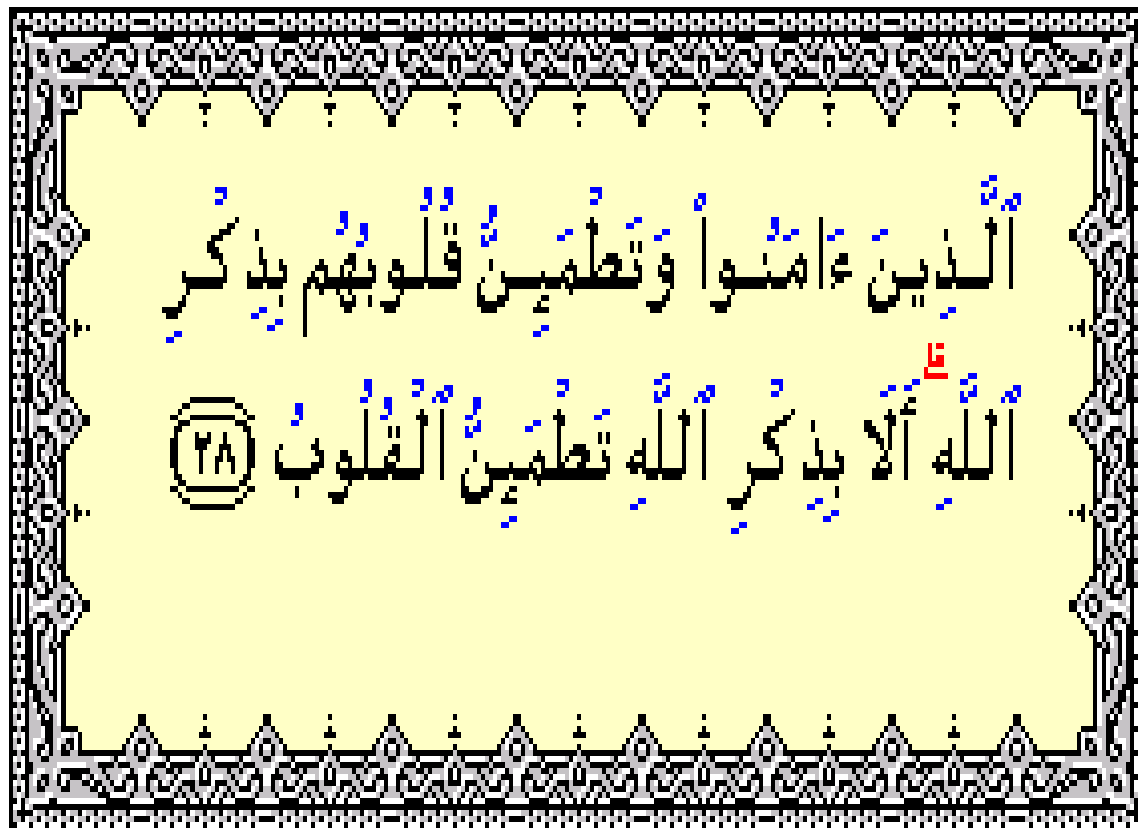 ٱلَّذِينَ ءَامَنُوا۟ وَتَطْمَئِنُّ قُلُوبُهُم بِذِكْرِ
ٱللَّهِ ۗ أَلَا بِذِكْرِ ٱللَّهِ تَطْمَئِنُّ ٱلْقُلُوبُ ٢٨